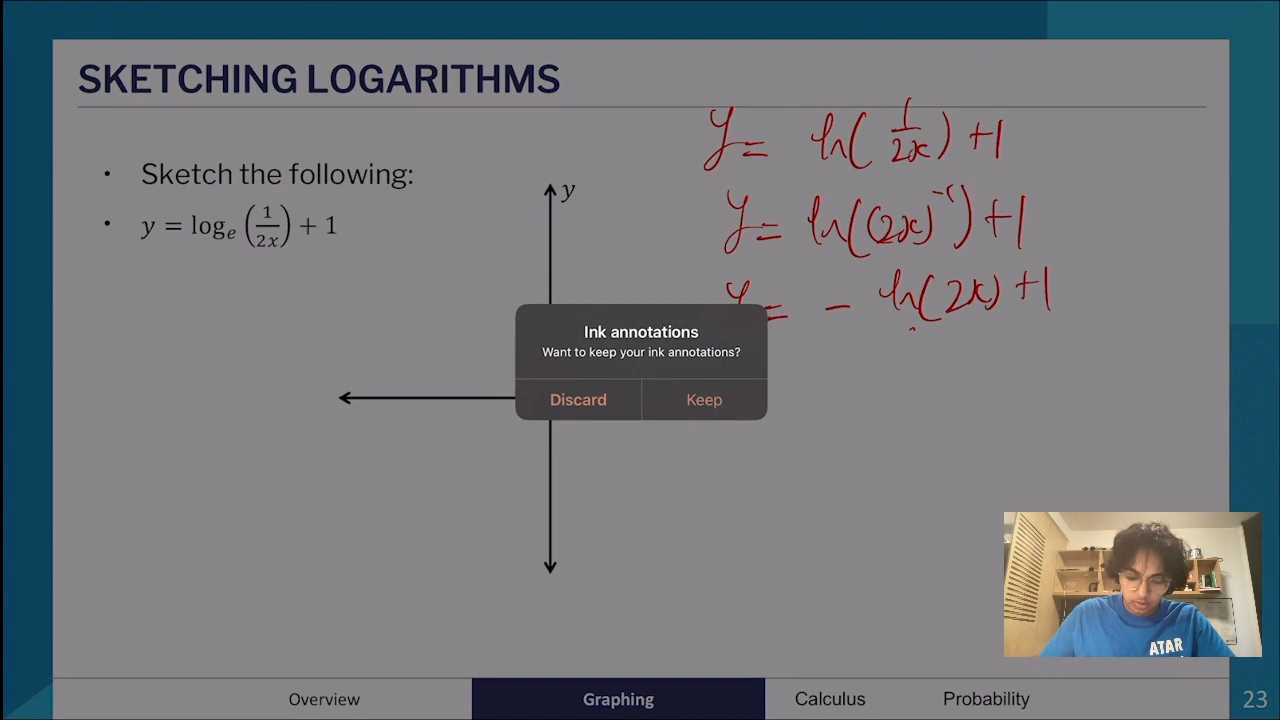 SKETCHING LOGARITHMS
• Sketch the following:
• y = logₑ(1/2x) + 1
y
y = ln(1/2x) + 1
y = ln((2x)⁻¹) + 1
y = - ln(2x) + 1
Ink annotations
Want to keep your ink annotations?
Discard Keep
ATAR
Overview Graphing Calculus Probability 23